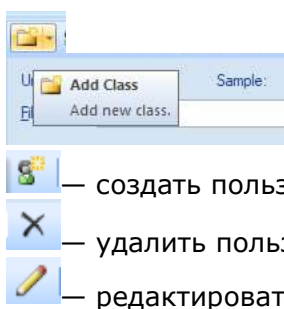 Add Class
Sample:
Add new class.
— создать польз
— удалить польз
— редактироват